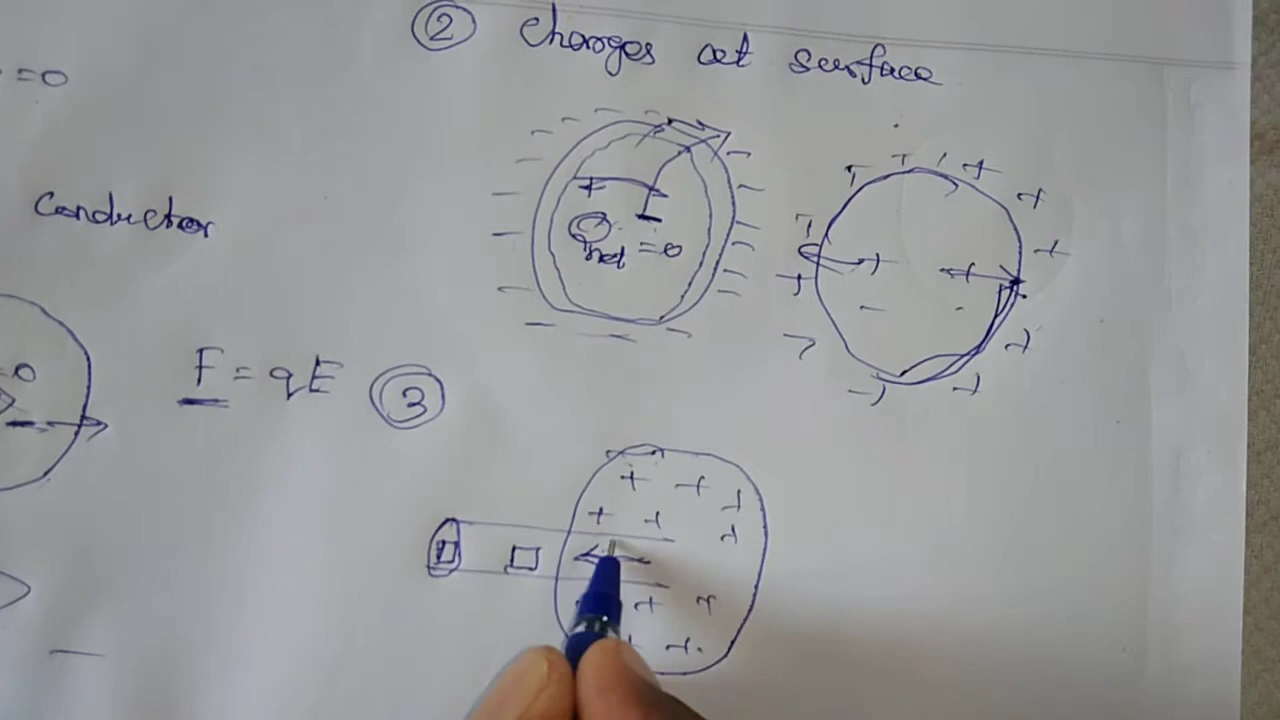 ② Charges at surface
=0
Conductor
+
Q net = 0
F = qE
③